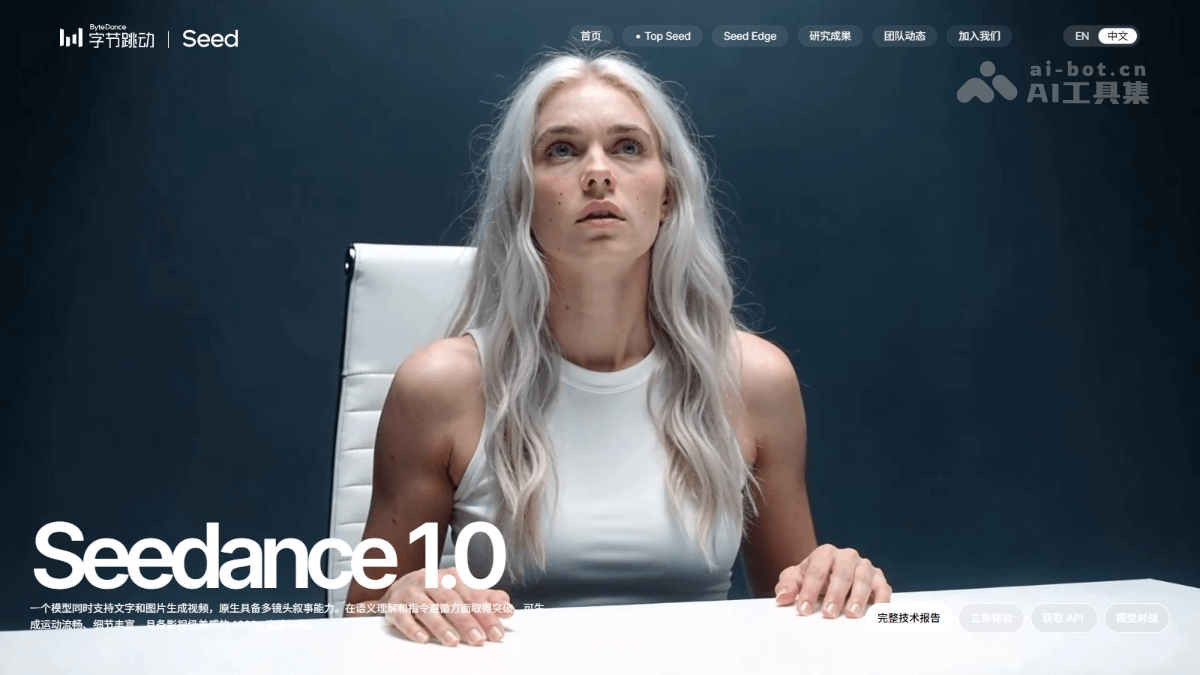 ByteDance
字节跳动
Seed
首页
• Top Seed
Seed Edge
研究成果
团队动态
加入我们
EN
中文
ai-bot.cn
AI工具集
Seedance 1.0
一个模型同时支持文字和图片生成视频，原生具备多镜头叙事能力。在语义理解和指令遵循方面取得突破，可生
成运动流畅、细节丰富、具备影视级美感的 1080p
完整技术报告
立即体验
获取 API
模型对战